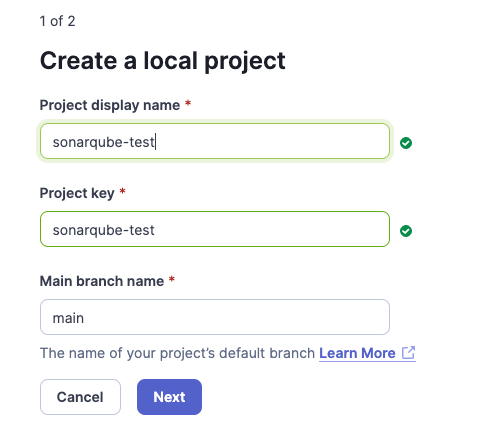 1 of 2
Create a local project
Project display name *
sonarqube-test
Project key *
sonarqube-test
Main branch name *
main
The name of your project's default branch Learn More
Cancel Next